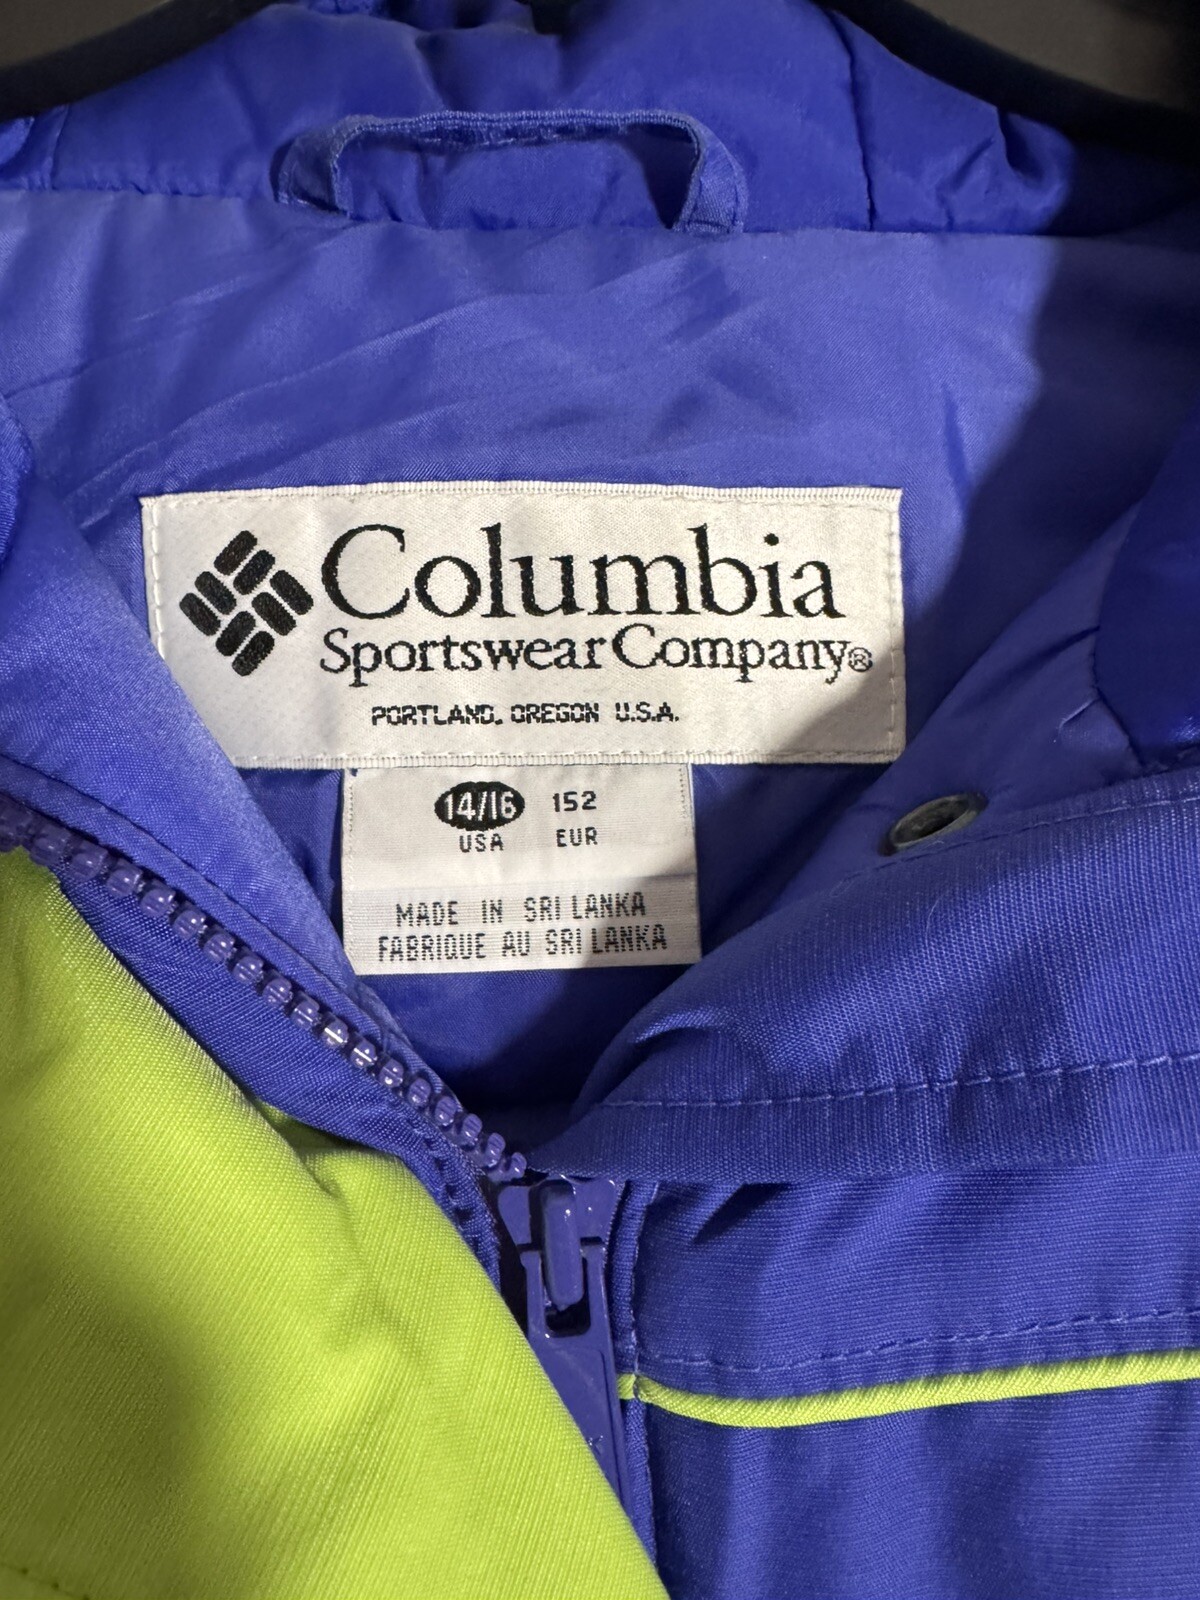 Columbia
Sportswear Company®
PORTLAND, OREGON U.S.A.
14/16 152
USA EUR
MADE IN SRI LANKA
FABRIQUE AU SRI LANKA